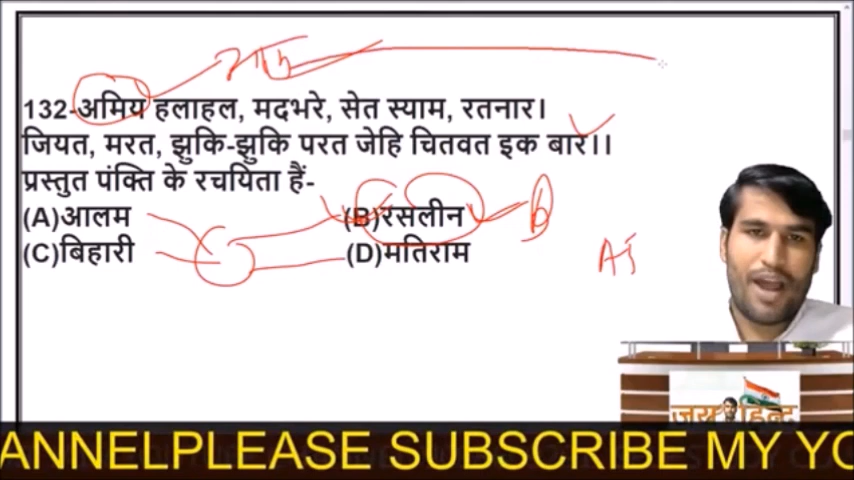 132-अमिय हलाहल, मदभरे, सेत स्याम, रतनार।
जियत, मरत, झुकि-झुकि परत जेहि चितवत इक बार।।
प्रस्तुत पंक्ति के रचयिता हैं-
(A)आलम (B)रसलीन
(C)बिहारी (D)मतिराम
जय हिन्द
ANNELPLEASE SUBSCRIBE MY YO